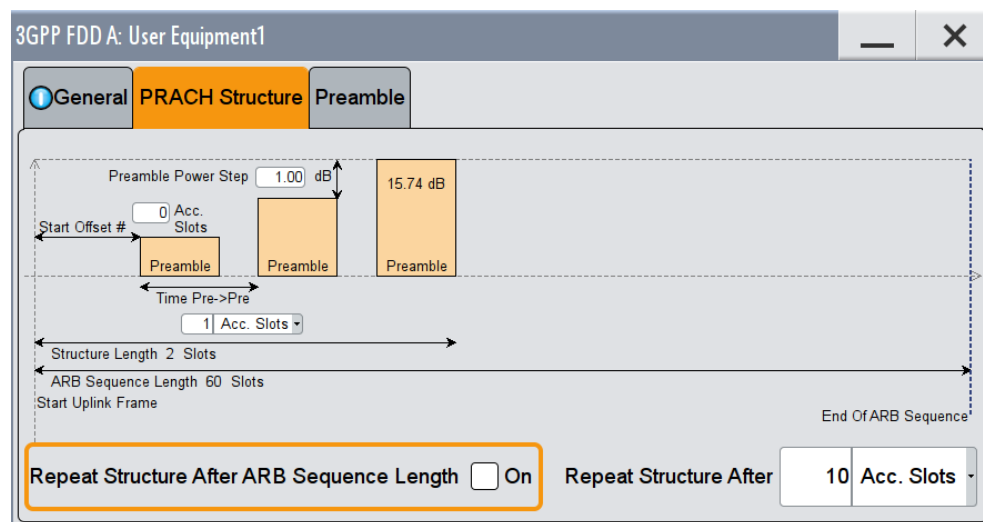 3GPP FDD A: User Equipment1
General PRACH Structure Preamble
Preamble Power Step 1.00 dB
15.74 dB
0 Acc. Slots
Start Offset #
Preamble Preamble Preamble
Time Pre->Pre
1 Acc. Slots
Structure Length 2 Slots
ARB Sequence Length 60 Slots
Start Uplink Frame
End Of ARB Sequence
Repeat Structure After ARB Sequence Length On Repeat Structure After 10 Acc. Slots